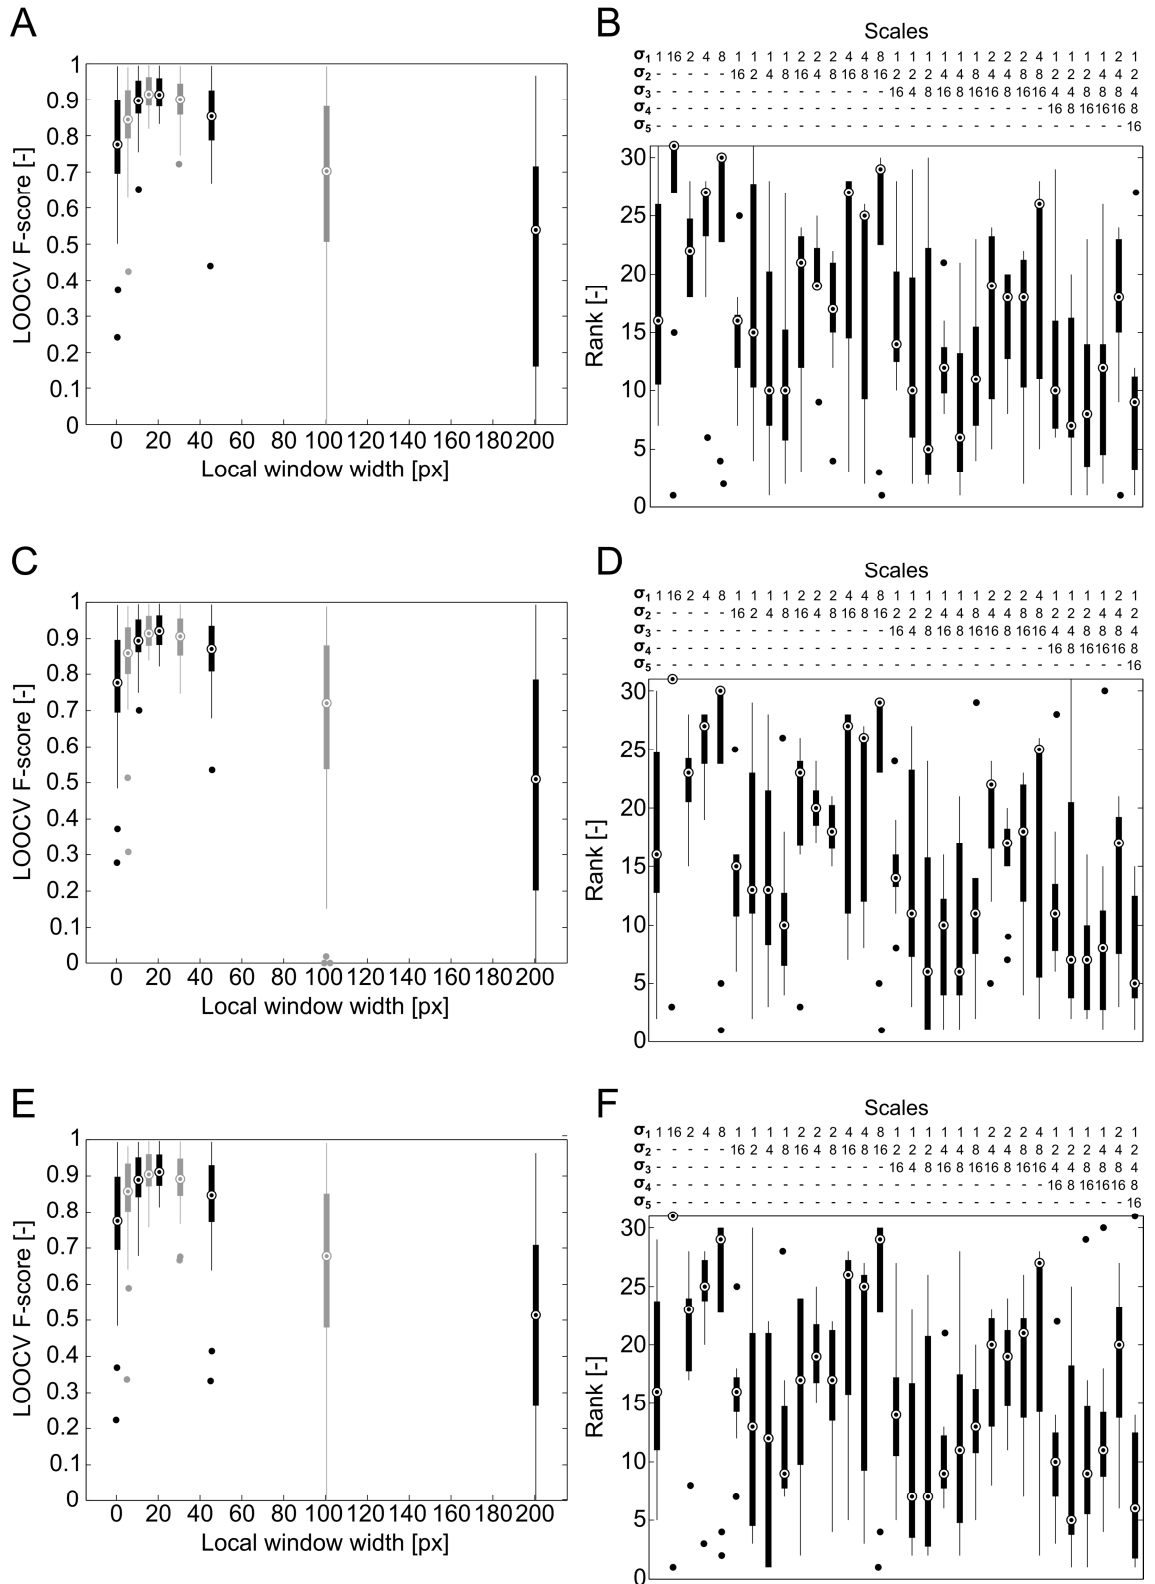 A
1
0.9
0.8
0.7
0.6
0.5
0.4
0.3
0.2
0.1
0
LOOCV F-score [-]
0 20 40 60 80 100 120 140 160 180 200
Local window width [px]
B
Scales
σ1 1 16 2 4 8 1 1 1 1 2 2 2 4 4 8 1 1 1 1 1 1 2 2 2 4 1 1 1 1 2 1
σ2 - - - - - 16 2 4 8 16 4 8 16 8 16 2 2 2 4 4 8 4 4 8 8 2 2 2 4 4 2
σ3 - - - - - - - - - - - - - - - 16 4 8 16 8 16 16 8 16 16 4 4 8 8 8 4
σ4 - - - - - - - - - - - - - - - - - - - - - - - - - 16 8 16 16 16 8
σ5 - - - - - - - - - - - - - - - - - - - - - - - - - - - - - - 16
30
25
20
15
10
5
0
Rank [-]
C
1
0.9
0.8
0.7
0.6
0.5
0.4
0.3
0.2
0.1
0
LOOCV F-score [-]
0 20 40 60 80 100 120 140 160 180 200
Local window width [px]
D
Scales
σ1 1 16 2 4 8 1 1 1 1 2 2 2 4 4 8 1 1 1 1 1 1 2 2 2 4 1 1 1 1 2 1
σ2 - - - - - 16 2 4 8 16 4 8 16 8 16 2 2 2 4 4 8 4 4 8 8 2 2 2 4 4 2
σ3 - - - - - - - - - - - - - - - 16 4 8 16 8 16 16 8 16 16 4 4 8 8 8 4
σ4 - - - - - - - - - - - - - - - - - - - - - - - - - 16 8 16 16 16 8
σ5 - - - - - - - - - - - - - - - - - - - - - - - - - - - - - - 16
30
25
20
15
10
5
0
Rank [-]
E
1
0.9
0.8
0.7
0.6
0.5
0.4
0.3
0.2
0.1
0
LOOCV F-score [-]
0 20 40 60 80 100 120 140 160 180 200
Local window width [px]
F
Scales
σ1 1 16 2 4 8 1 1 1 1 2 2 2 4 4 8 1 1 1 1 1 1 2 2 2 4 1 1 1 1 2 1
σ2 - - - - - 16 2 4 8 16 4 8 16 8 16 2 2 2 4 4 8 4 4 8 8 2 2 2 4 4 2
σ3 - - - - - - - - - - - - - - - 16 4 8 16 8 16 16 8 16 16 4 4 8 8 8 4
σ4 - - - - - - - - - - - - - - - - - - - - - - - - - 16 8 16 16 16 8
σ5 - - - - - - - - - - - - - - - - - - - - - - - - - - - - - - 16
30
25
20
15
10
5
0
Rank [-]